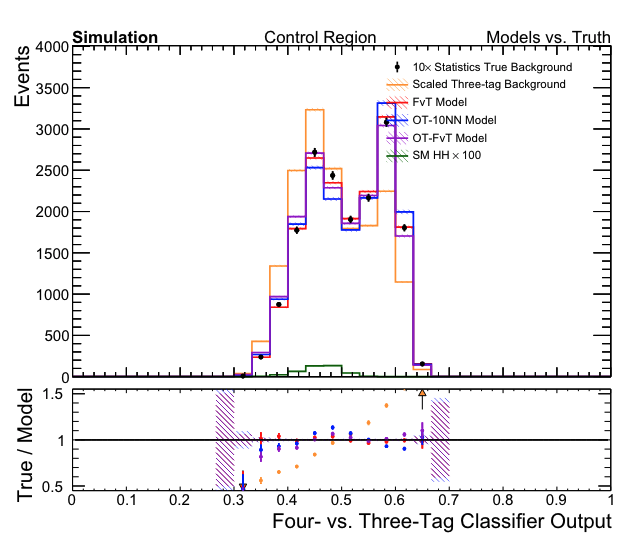 Simulation Control Region Models vs. Truth
Events
4000
3500
3000
2500
2000
1500
1000
500
0
10× Statistics True Background
Scaled Three-tag Background
FvT Model
OT-10NN Model
OT-FvT Model
SM HH × 100
True / Model
1.5
1
0.5
0 0.1 0.2 0.3 0.4 0.5 0.6 0.7 0.8 0.9 1
Four- vs. Three-Tag Classifier Output